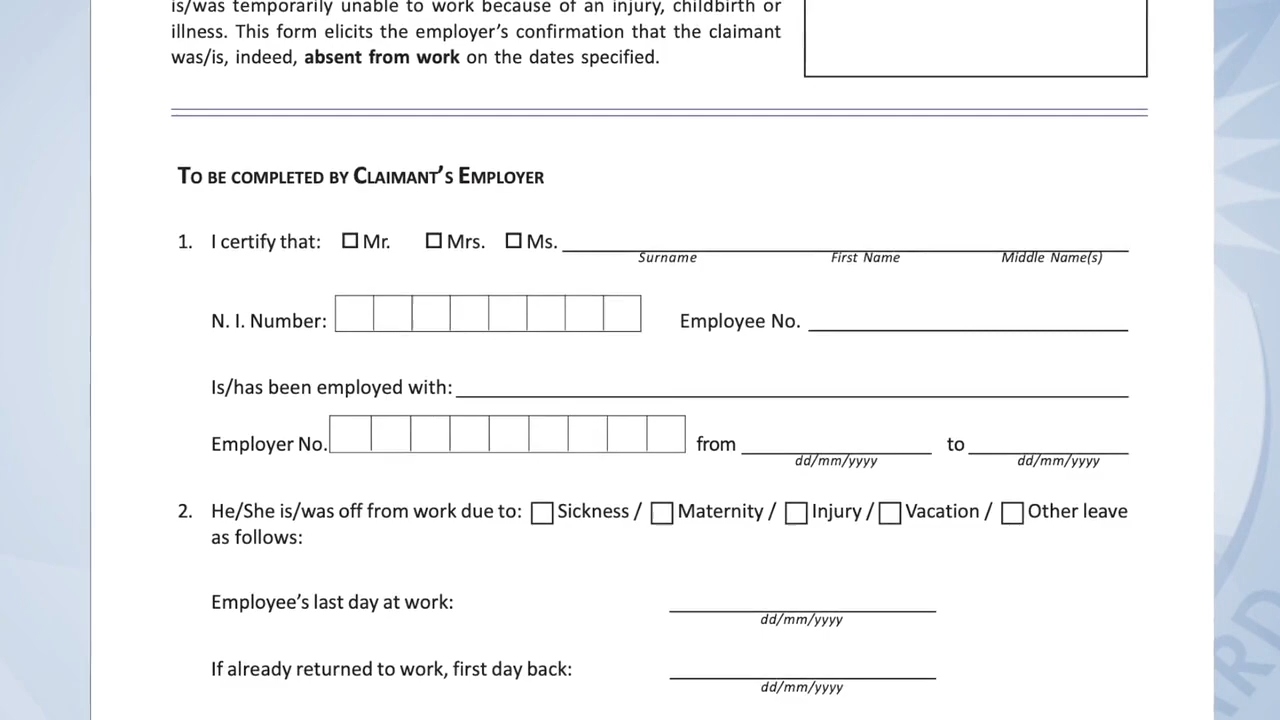 is/was temporarily unable to work because of an injury, childbirth or
illness. This form elicits the employer's confirmation that the claimant
was/is, indeed, absent from work on the dates specified.
TO BE COMPLETED BY CLAIMANT'S EMPLOYER
1. I certify that: Mr. Mrs. Ms.
Surname First Name Middle Name(s)
N. I. Number: Employee No.
Is/has been employed with:
Employer No. from to
dd/mm/yyyy dd/mm/yyyy
2. He/She is/was off from work due to: Sickness / Maternity / Injury / Vacation / Other leave
as follows:
Employee's last day at work:
dd/mm/yyyy
If already returned to work, first day back:
dd/mm/yyyy